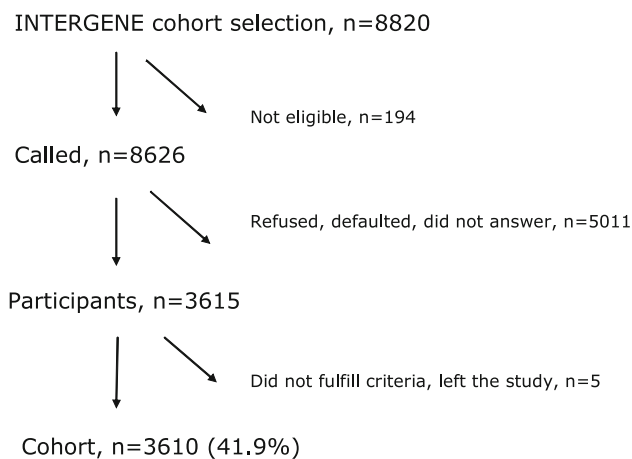 INTERGENE cohort selection, n=8820
Not eligible, n=194
Called, n=8626
Refused, defaulted, did not answer, n=5011
Participants, n=3615
Did not fulfill criteria, left the study, n=5
Cohort, n=3610 (41.9%)